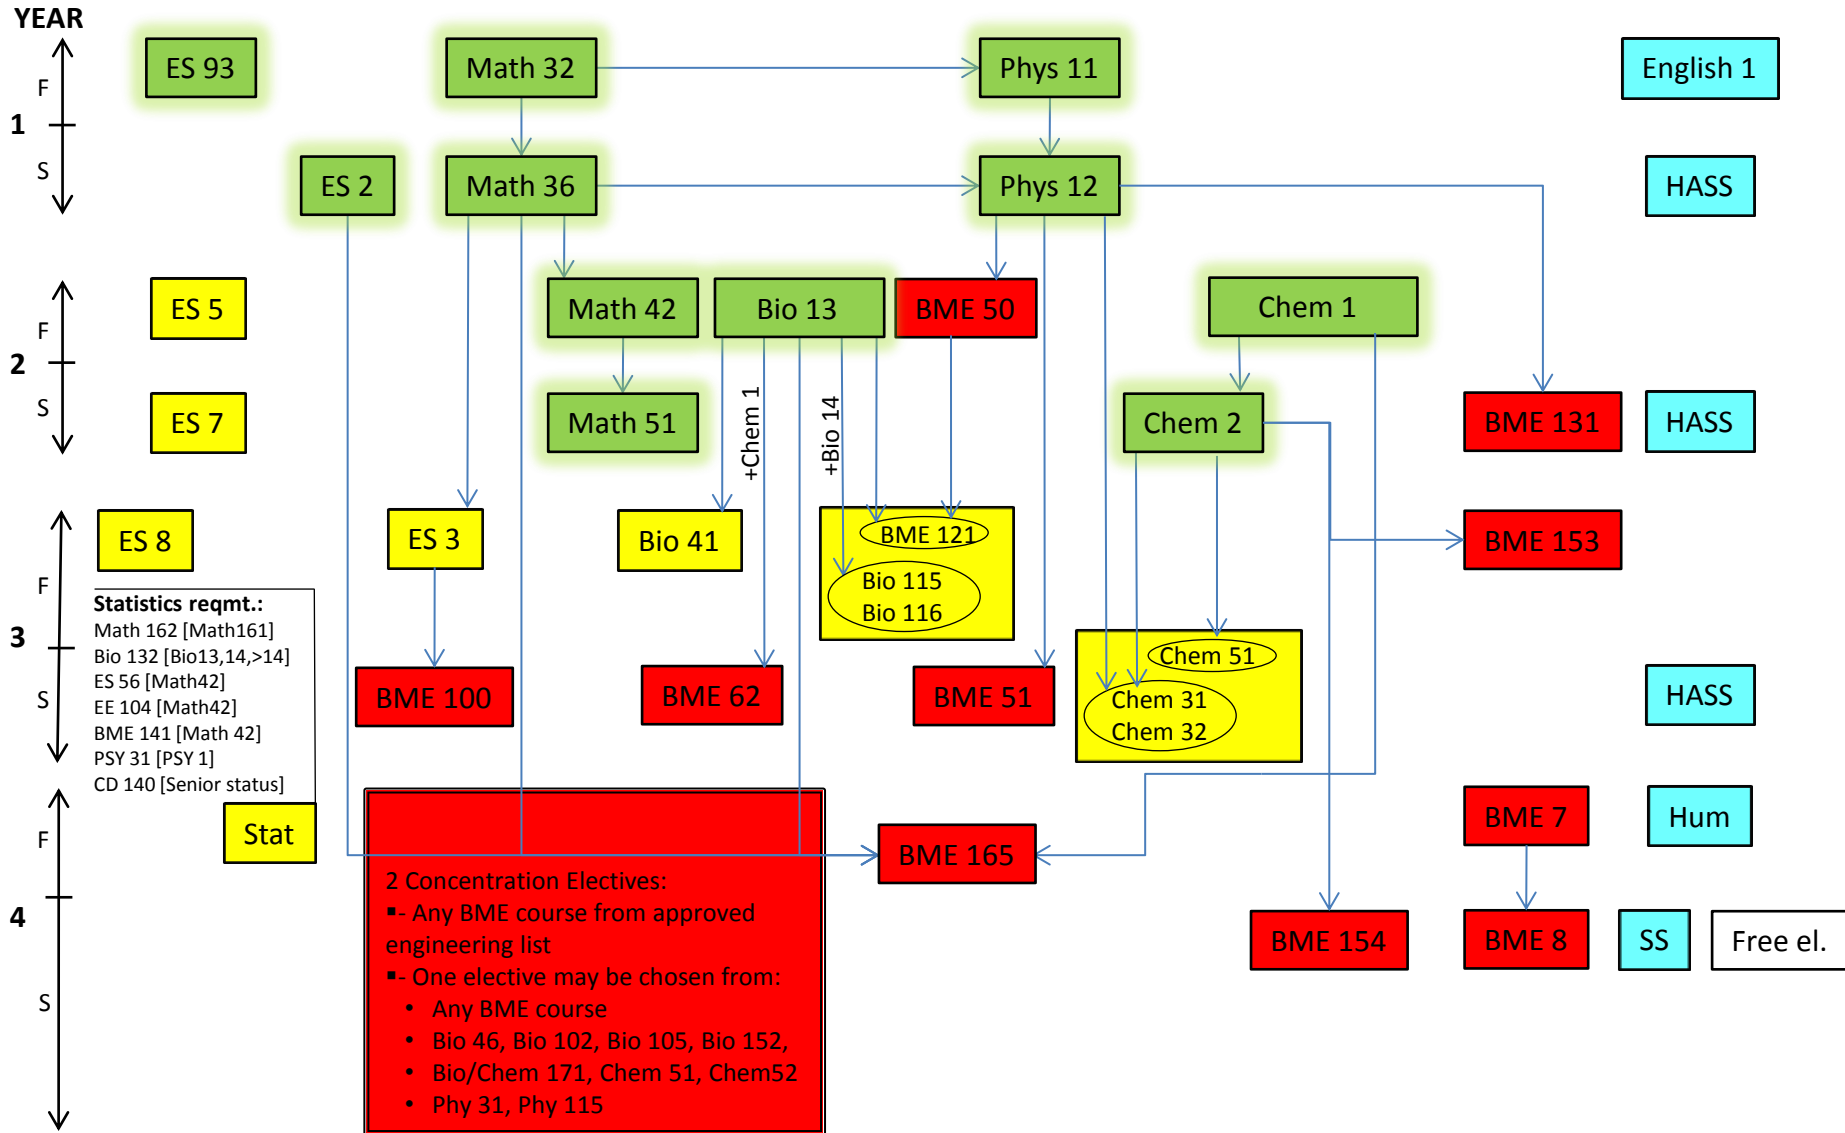 YEAR
ES 93
Math 32
Phys 11
English 1
F
1
S
ES 2
Math 36
Phys 12
HASS
ES 5
Math 42
Bio 13
BME 50
Chem 1
F
2
S
ES 7
Math 51
+Chem 1
+Bio 14
Chem 2
BME 131
HASS
ES 8
ES 3
Bio 41
BME 121
Bio 115
Bio 116
BME 153
F
3
S
Statistics reqmt.:
Math 162 [Math161]
Bio 132 [Bio13,14,>14]
ES 56 [Math42]
EE 104 [Math42]
BME 141 [Math 42]
PSY 31 [PSY 1]
CD 140 [Senior status]
BME 100
BME 62
BME 51
Chem 51
Chem 31
Chem 32
HASS
F
4
S
Stat
2 Concentration Electives:
▪- Any BME course from approved
engineering list
▪- One elective may be chosen from:
• Any BME course
• Bio 46, Bio 102, Bio 105, Bio 152,
• Bio/Chem 171, Chem 51, Chem52
• Phy 31, Phy 115
BME 165
BME 7
Hum
BME 154
BME 8
SS
Free el.